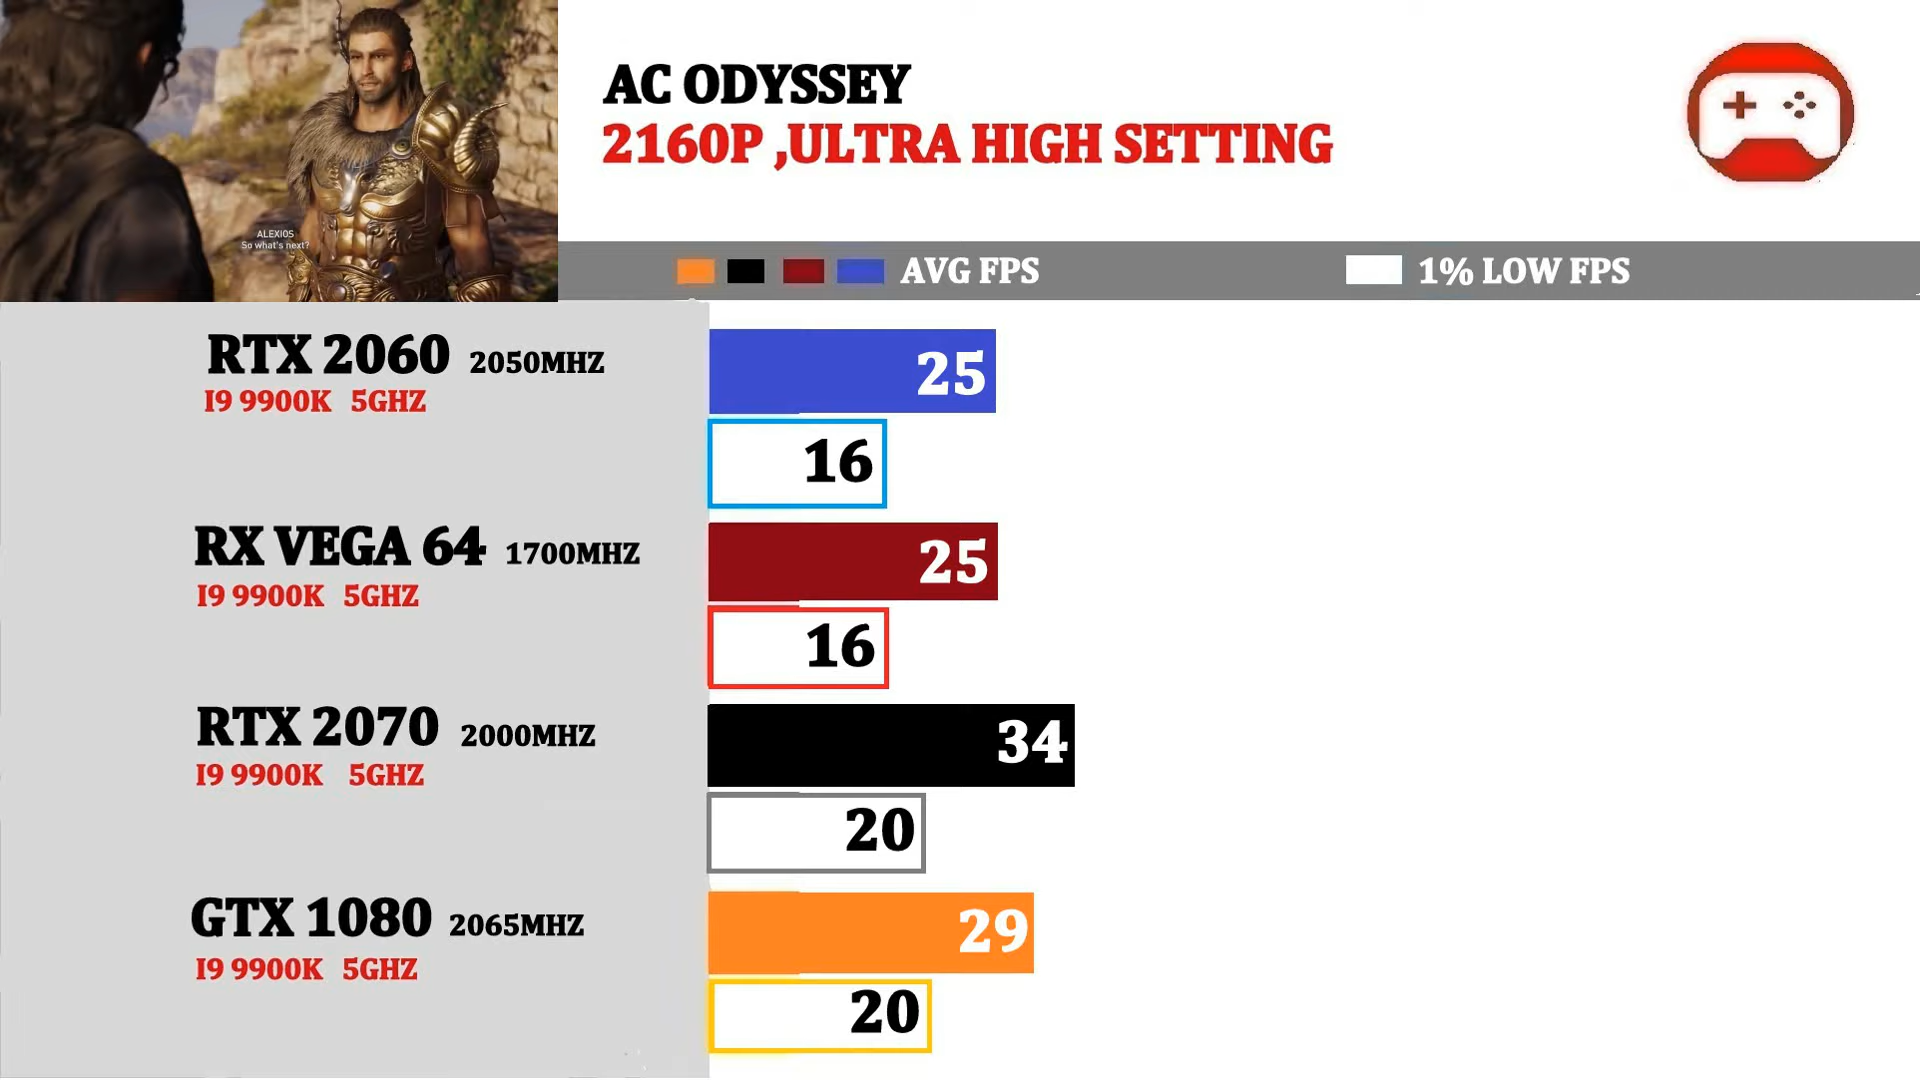 AC ODYSSEY
2160P ,ULTRA HIGH SETTING
ALEXIOS
So what's next?
AVG FPS
1% LOW FPS
RTX 2060 2050MHZ
I9 9900K 5GHZ
25
16
RX VEGA 64 1700MHZ
I9 9900K 5GHZ
25
16
RTX 2070 2000MHZ
I9 9900K 5GHZ
34
20
GTX 1080 2065MHZ
I9 9900K 5GHZ
29
20